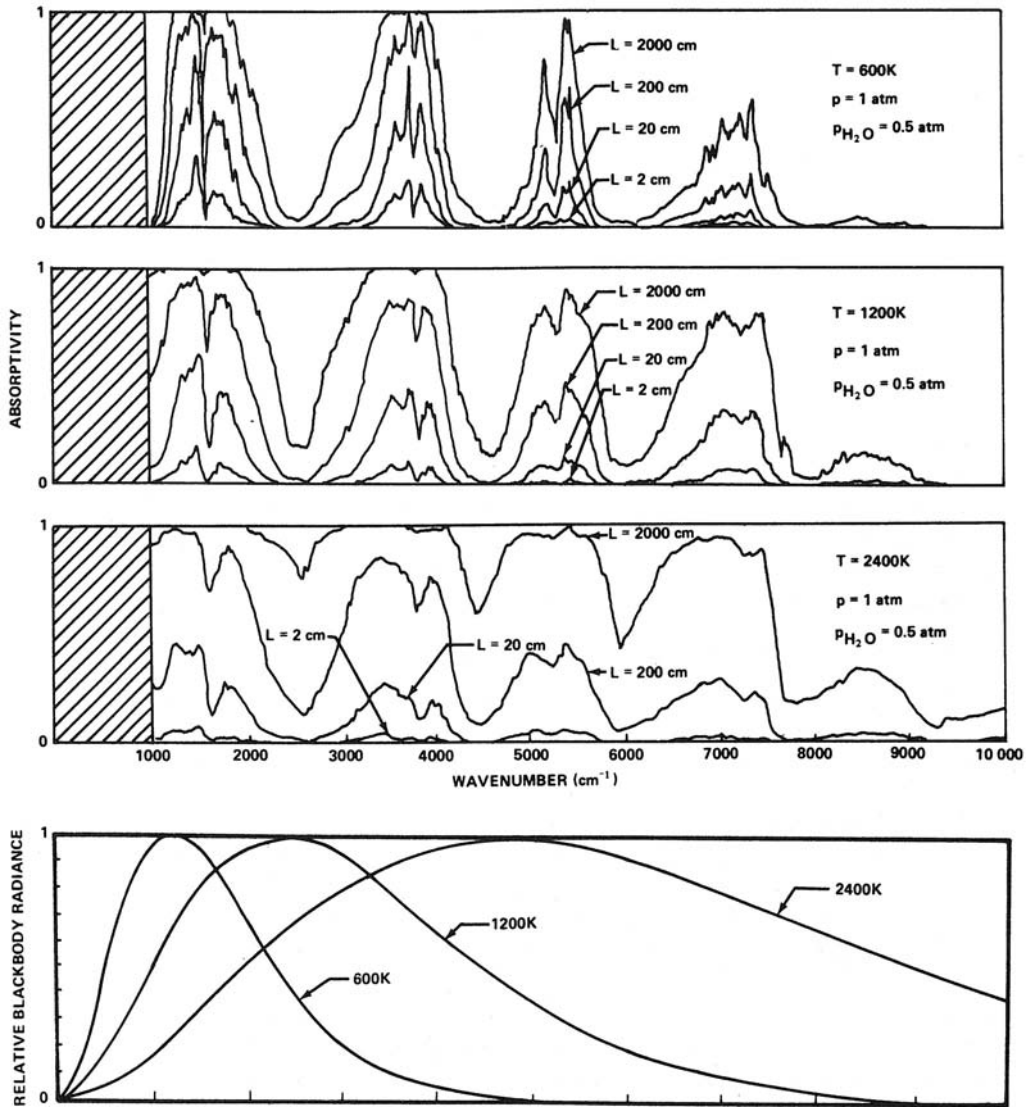 1
L = 2000 cm
L = 200 cm
L = 20 cm
L = 2 cm
T = 600K
p = 1 atm
pH₂O = 0.5 atm
0
1
L = 2000 cm
L = 200 cm
L = 20 cm
L = 2 cm
T = 1200K
p = 1 atm
pH₂O = 0.5 atm
0
ABSORPTIVITY
1
L = 2000 cm
L = 2 cm
L = 20 cm
L = 200 cm
T = 2400K
p = 1 atm
pH₂O = 0.5 atm
0
1000 2000 3000 4000 5000 6000 7000 8000 9000 10 000
WAVENUMBER (cm⁻¹)
1
2400K
1200K
600K
0
RELATIVE BLACKBODY RADIANCE